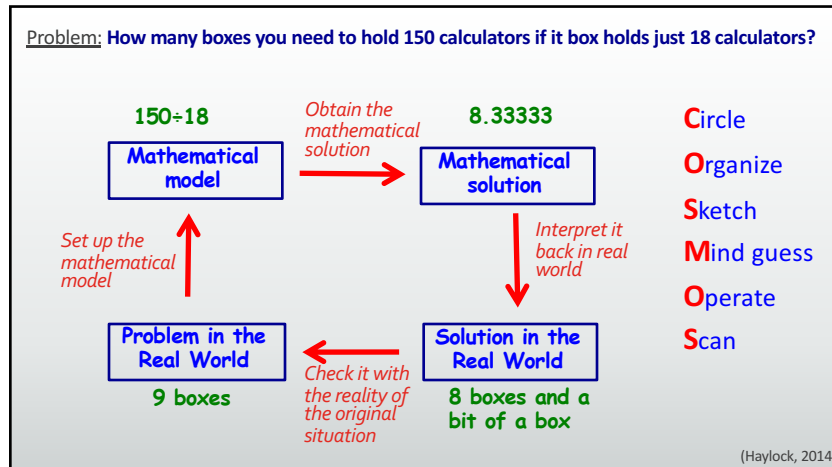 Problem: How many boxes you need to hold 150 calculators if it box holds just 18 calculators?
150÷18
Obtain the
mathematical
solution
8.33333
Mathematical
model
Mathematical
solution
Set up the
mathematical
model
Interpret it
back in real
world
Problem in the
Real World
Solution in the
Real World
9 boxes
Check it with
the reality of
the original
situation
8 boxes and a
bit of a box
Circle
Organize
Sketch
Mind guess
Operate
Scan
(Haylock, 2014